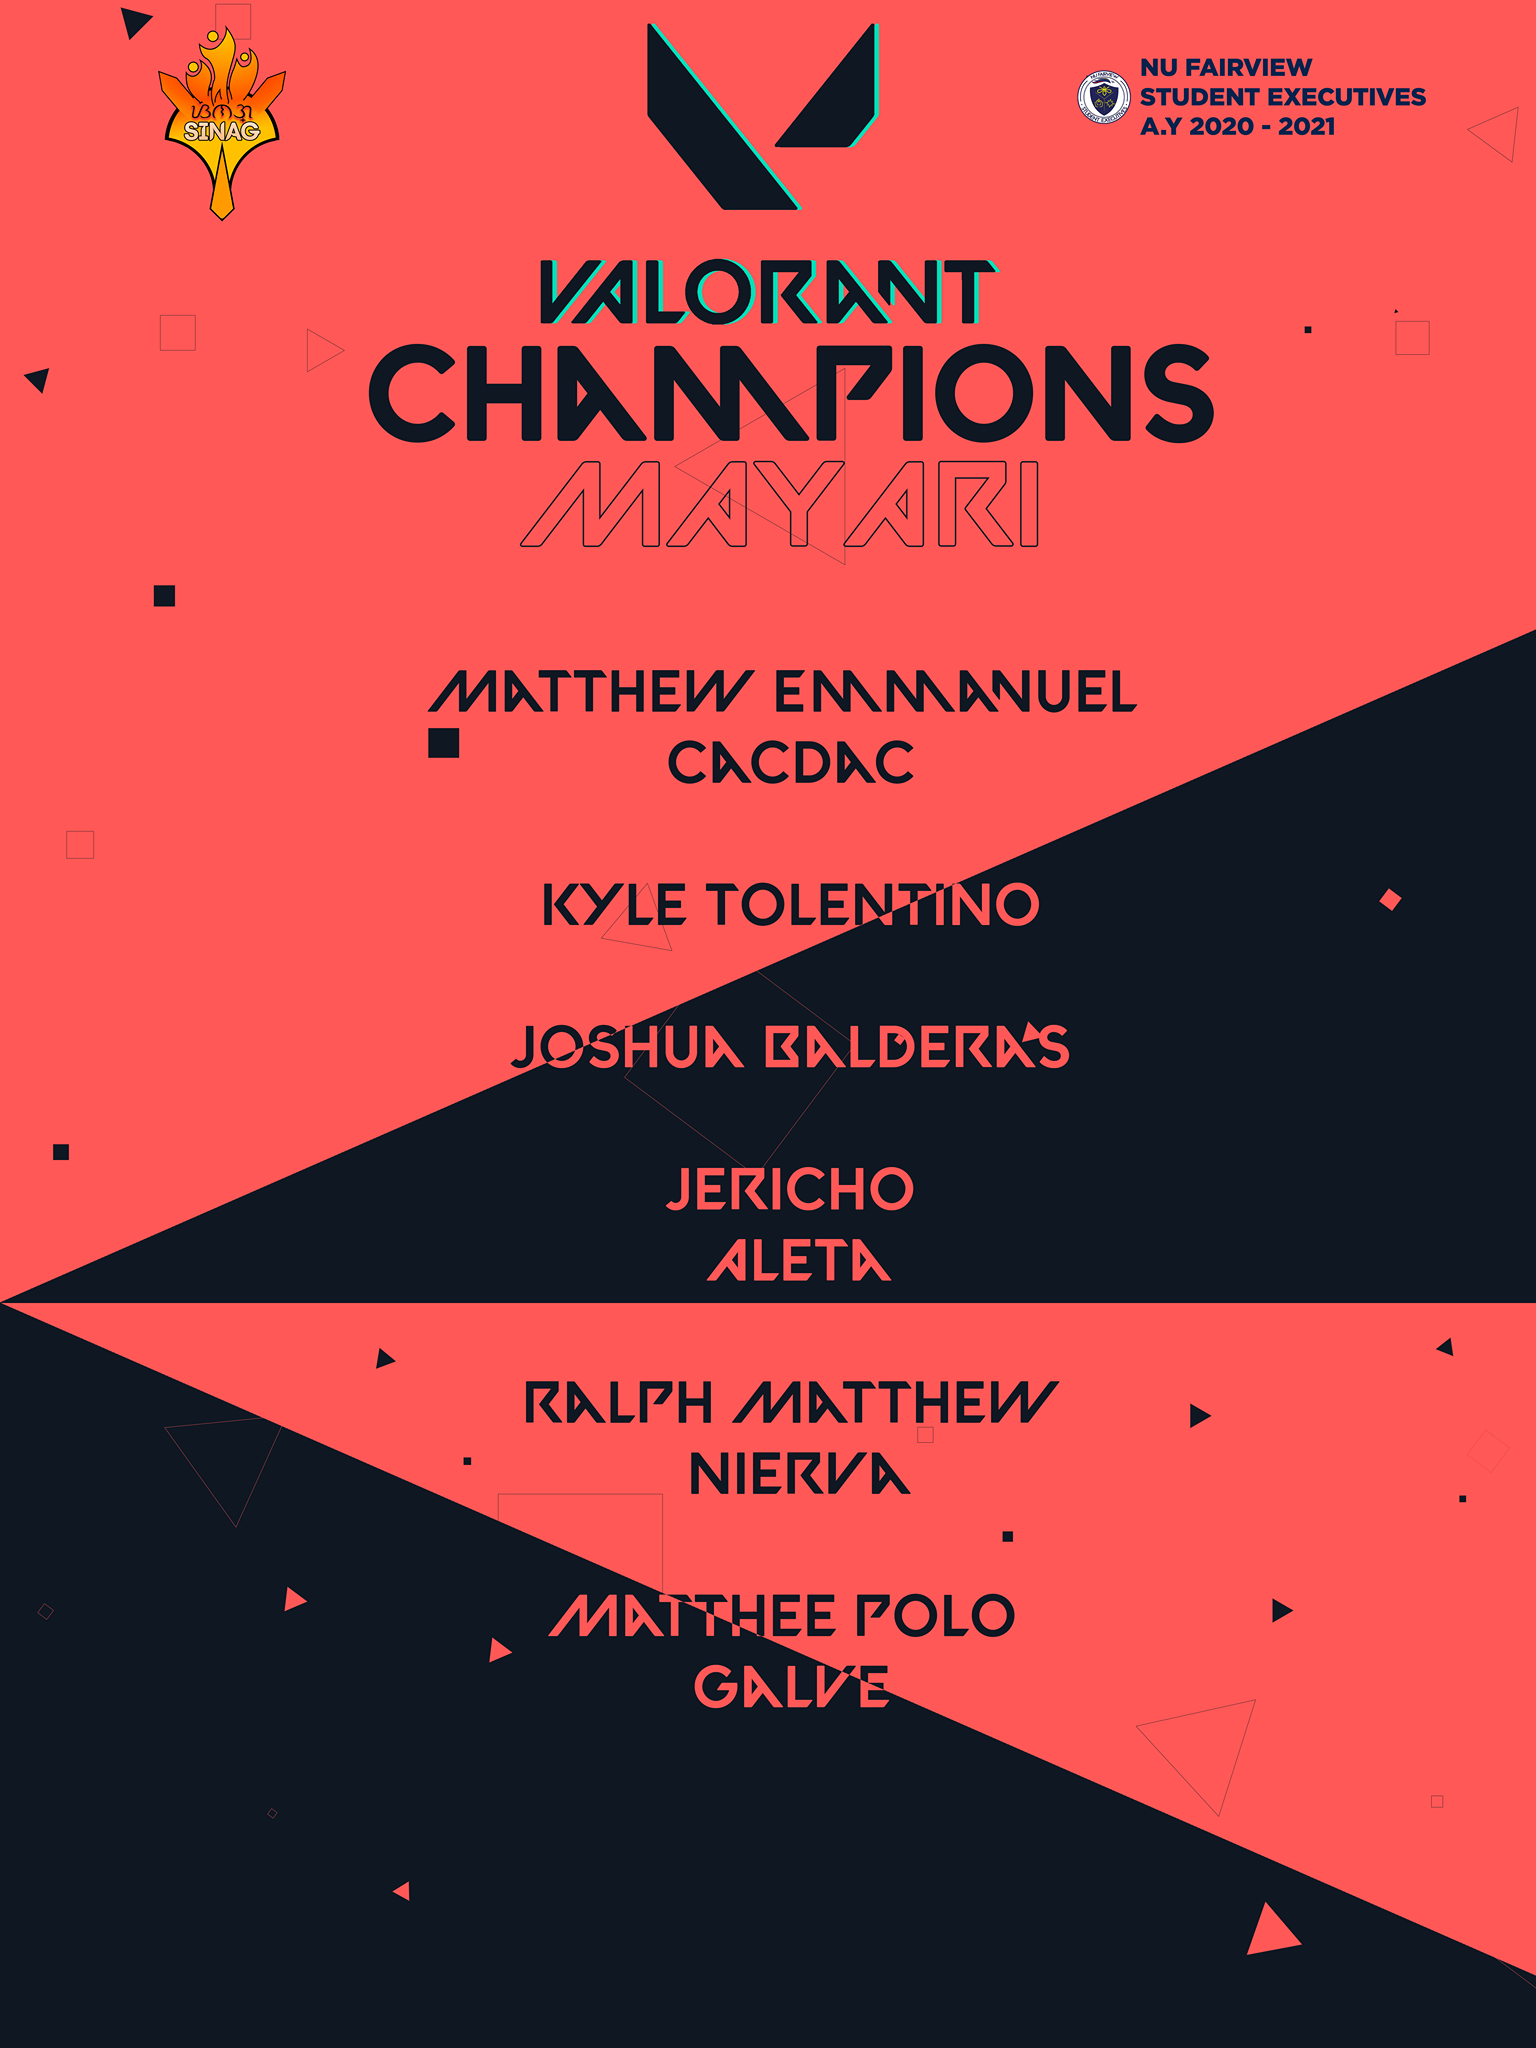 SINAG
NU FAIRVIEW
STUDENT EXECUTIVES
A.Y 2020 - 2021
VALORANT
CHAMPIONS
MAYARI
MATTHEW EMMANUEL
CACDAC
KYLE TOLENTINO
JOSHUA BALDERAS
JERICHO
ALETA
RALPH MATTHEW
NIERVA
MATTHEE POLO
GALVE